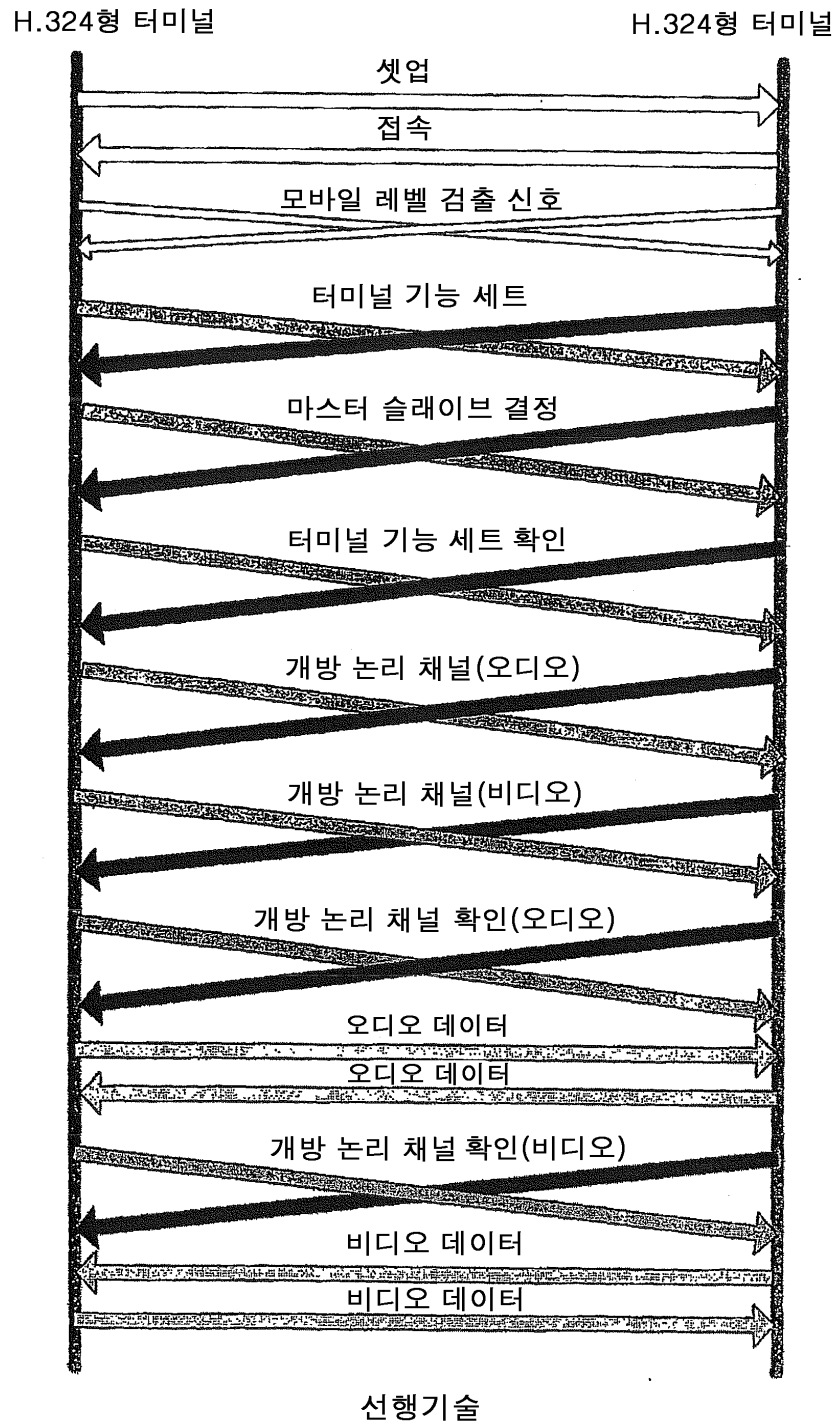 H.324형 터미널
H.324형 터미널
셋업
접속
모바일 레벨 검출 신호
터미널 기능 세트
마스터 슬래이브 결정
터미널 기능 세트 확인
개방 논리 채널(오디오)
개방 논리 채널(비디오)
개방 논리 채널 확인(오디오)
오디오 데이터
오디오 데이터
개방 논리 채널 확인(비디오)
비디오 데이터
비디오 데이터
선행기술